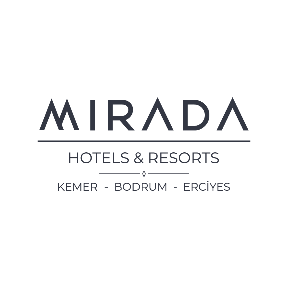 MIRADA
HOTELS & RESORTS
KEMER - BODRUM - ERCİYES